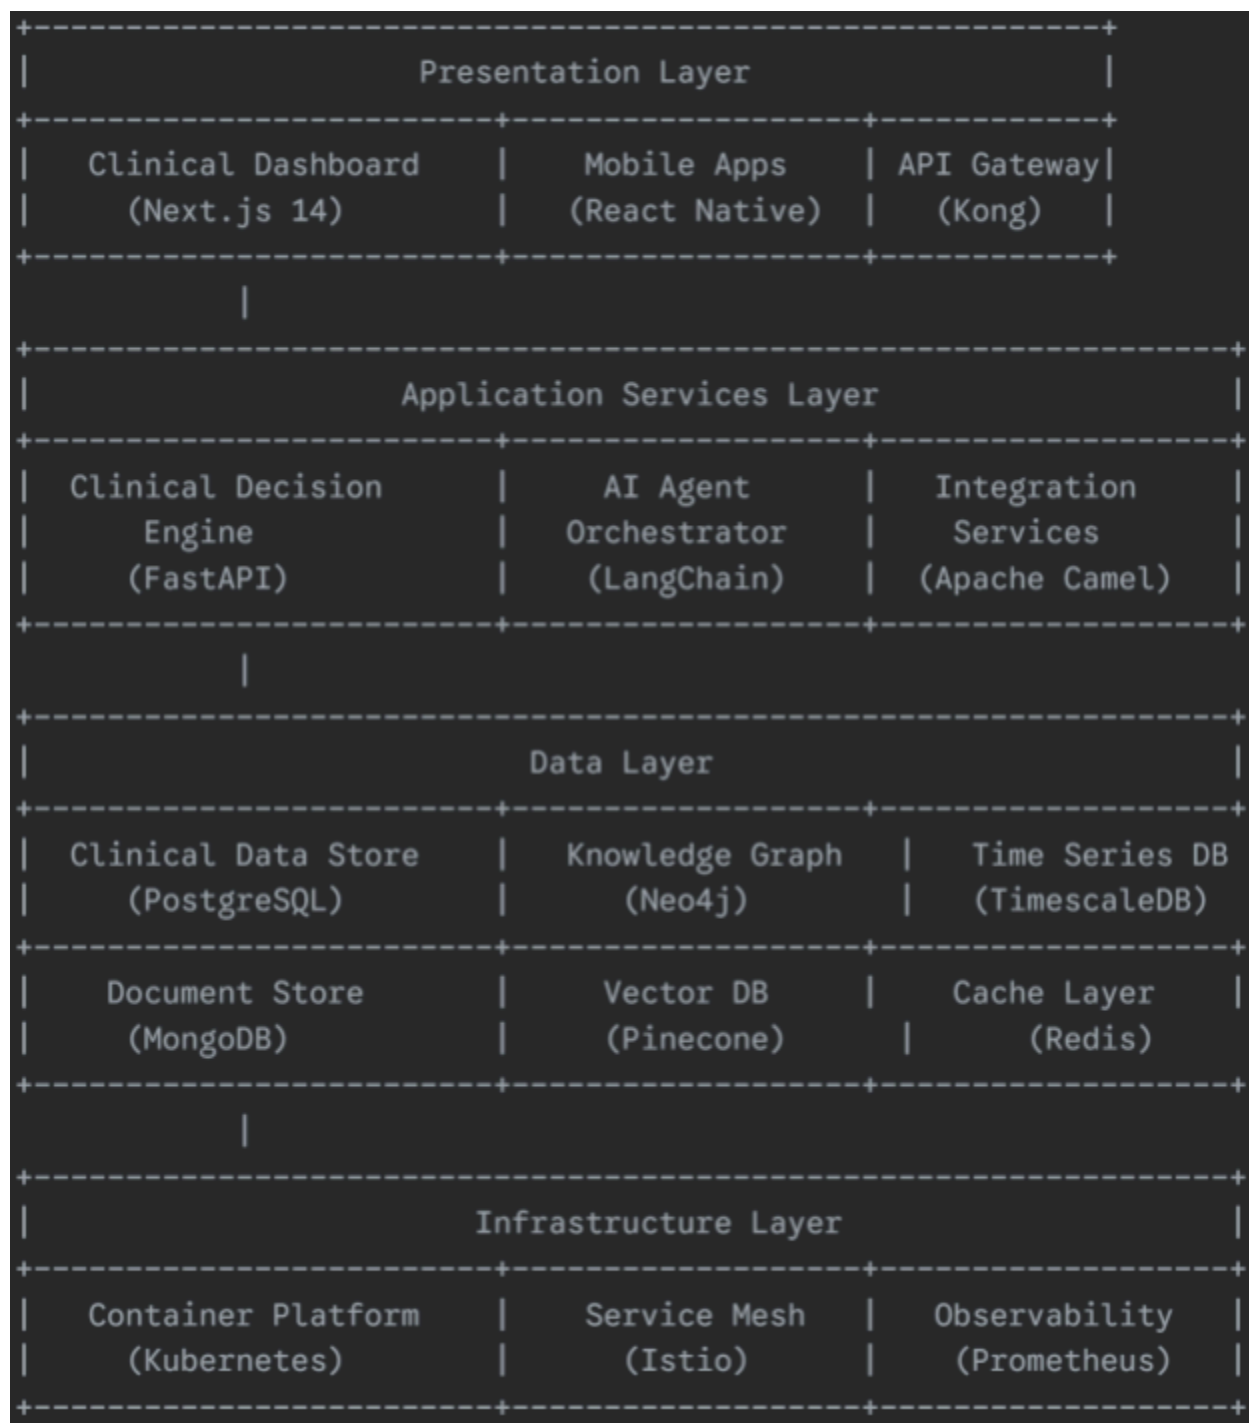 Presentation Layer
Clinical Dashboard | Mobile Apps | API Gateway|
(Next.js 14) | (React Native) | (Kong) |
Application Services Layer
Clinical Decision | AI Agent | Integration |
Engine | Orchestrator | Services |
(FastAPI) | (LangChain) | (Apache Camel) |
Data Layer
Clinical Data Store | Knowledge Graph | Time Series DB
(PostgreSQL) | (Neo4j) | (TimescaleDB)
Document Store | Vector DB | Cache Layer |
(MongoDB) | (Pinecone) | (Redis)
Infrastructure Layer
Container Platform | Service Mesh | Observability |
(Kubernetes) | (Istio) | (Prometheus) |